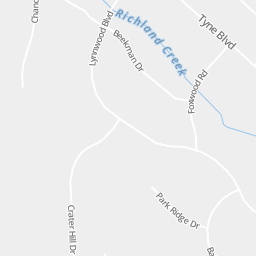 Richland Creek
Tyne Blvd
Lynnwood Blvd
Beekman Dr
Foxwood Rd
Park Ridge Dr
Crater Hill Dr